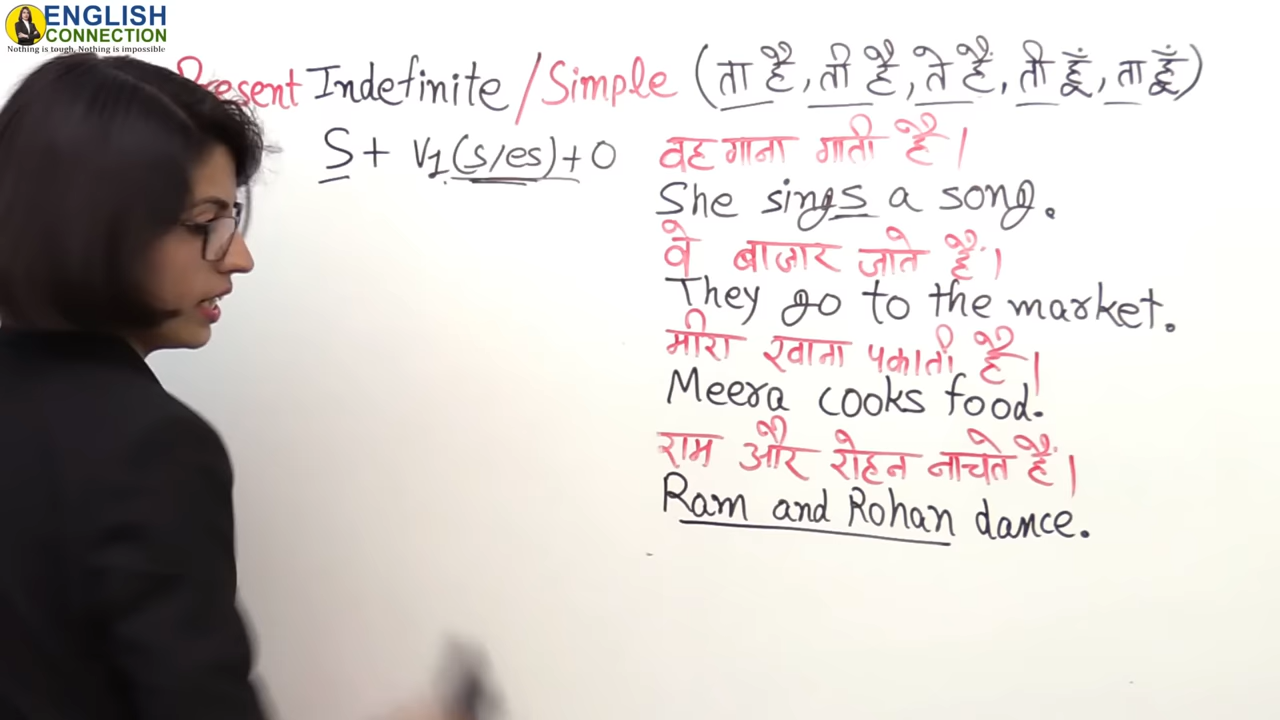 ENGLISH
CONNECTION
Nothing is tough, Nothing is impossible
Present Indefinite / Simple (ता है, ती है, ते हैं, ती हूँ, ता हूँ)
S + V1 (s/es) + O
वह गाना गाती है।
She sings a song.
वे बाज़ार जाते हैं।
They go to the market.
मीरा खाना पकाती है।
Meera cooks food.
राम और रोहन नाचते हैं।
Ram and Rohan dance.